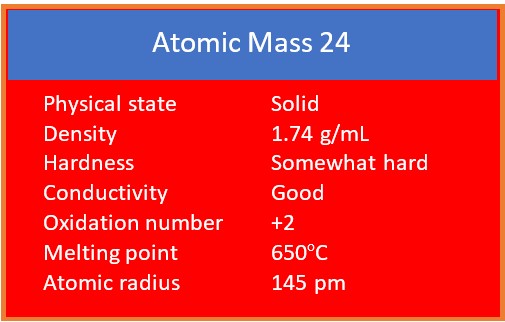 Atomic Mass 24
Physical state Solid
Density 1.74 g/mL
Hardness Somewhat hard
Conductivity Good
Oxidation number +2
Melting point 650°C
Atomic radius 145 pm